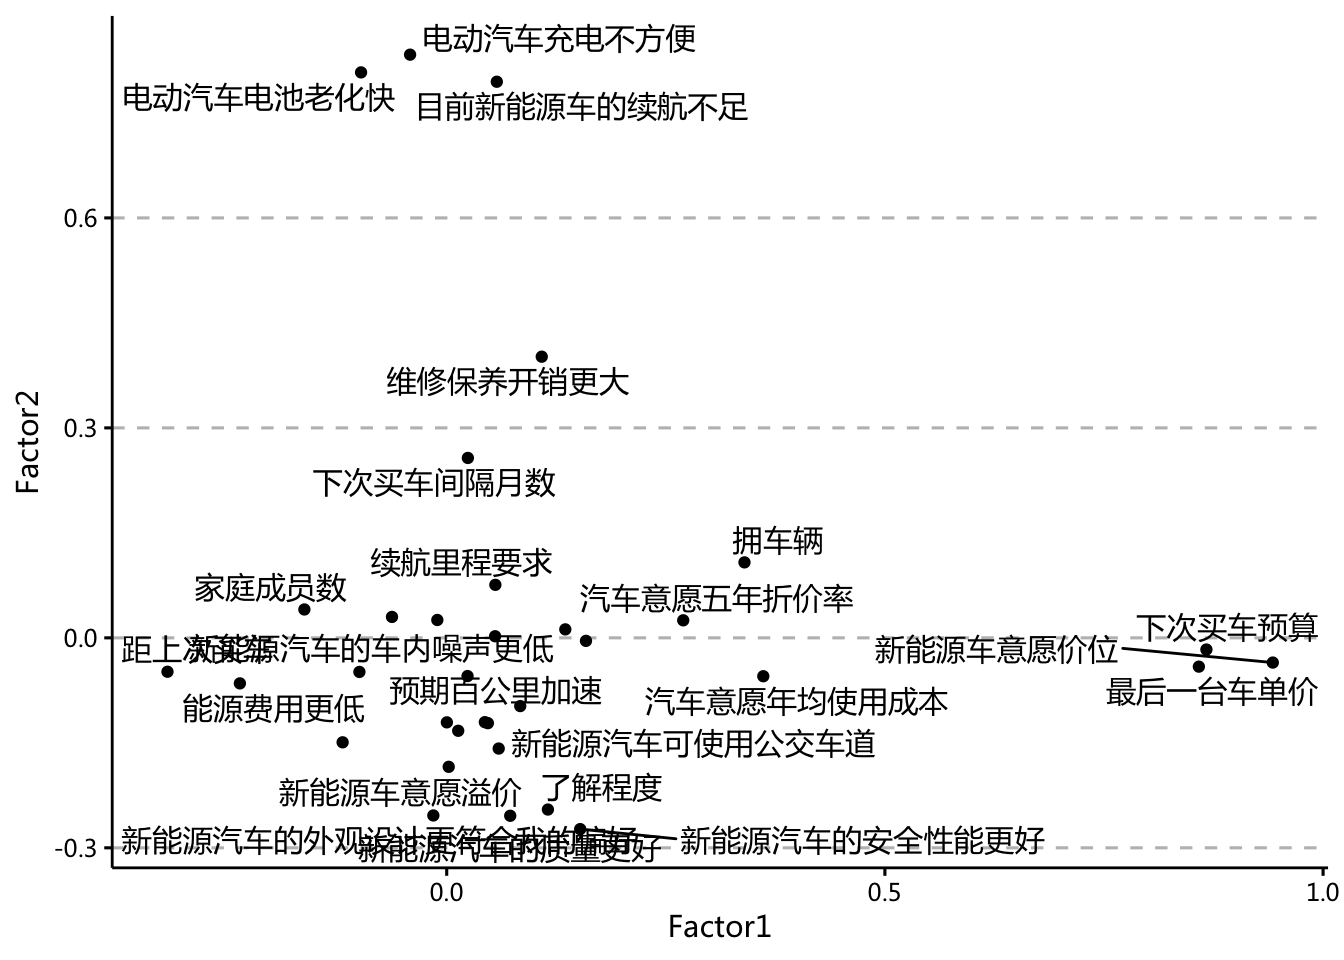 电动汽车充电不方便
电动汽车电池老化快
目前新能源车的续航不足
0.6
维修保养开销更大
0.3
Factor2
下次买车间隔月数
拥车辆
续航里程要求
家庭成员数
汽车意愿五年折价率
下次买车预算
0.0
距上次买车
新能源汽车的车内噪声更低
新能源车意愿价位
预期百公里加速
最后一台车单价
汽车意愿年均使用成本
能源费用更低
新能源汽车可使用公交车道
了解程度
新能源车意愿溢价
新能源汽车的外观设计更符合我的偏好
新能源汽车的安全性能更好
-0.3
新能源汽车的质量更好
0.0
0.5
1.0
Factor1